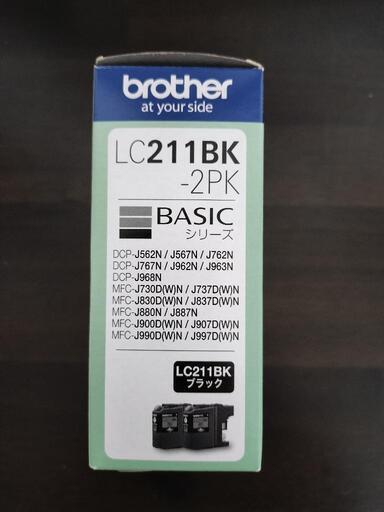 brother
at your side
LC211BK
-2PK
BASIC
シリーズ
DCP-J562N / J567N / J762N
DCP-J767N / J962N / J963N
DCP-J968N
MFC-J730D(W)N / J737D(W)N
MFC-J830D(W)N / J837D(W)N
MFC-J880N / J887N
MFC-J900D(W)N / J907D(W)N
MFC-J990D(W)N / J997D(W)N
LC211BK
ブラック